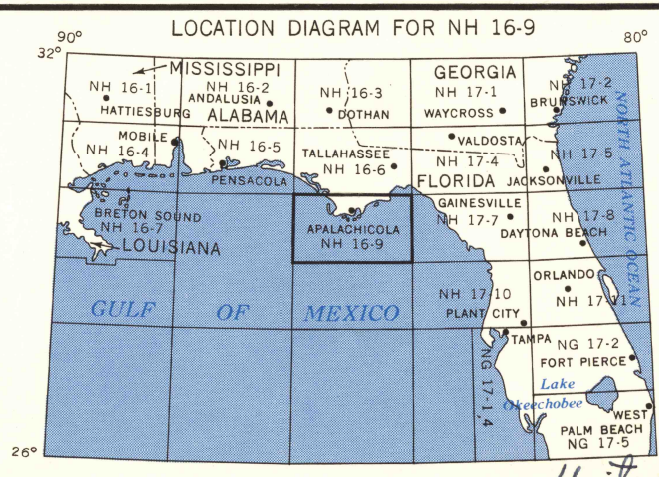 LOCATION DIAGRAM FOR NH 16-9
90°
80°
32°
MISSISSIPPI
GEORGIA
NH 16-1
NH 16-2
NH 16-3
NH 17-1
NH 17-2
HATTIESBURG
ANDALUSIA
DOTHAN
WAYCROSS
BRUNSWICK
ALABAMA
MOBILE
VALDOSTA
NH 16-4
NH 16-5
TALLAHASSEE
NH 16-6
NH 17-4
NH 17-5
PENSACOLA
FLORIDA
JACKSONVILLE
NORTH ATLANTIC OCEAN
BRETON SOUND
NH 16-7
LOUISIANA
APALACHICOLA
NH 16-9
GAINESVILLE
NH 17-7
NH 17-8
DAYTONA BEACH
GULF OF MEXICO
NH 17-10
PLANT CITY
ORLANDO
NH 17-11
TAMPA
NG 17-1,4
NG 17-2
FORT PIERCE
Lake
Okeechobee
WEST
PALM BEACH
NG 17-5
26°